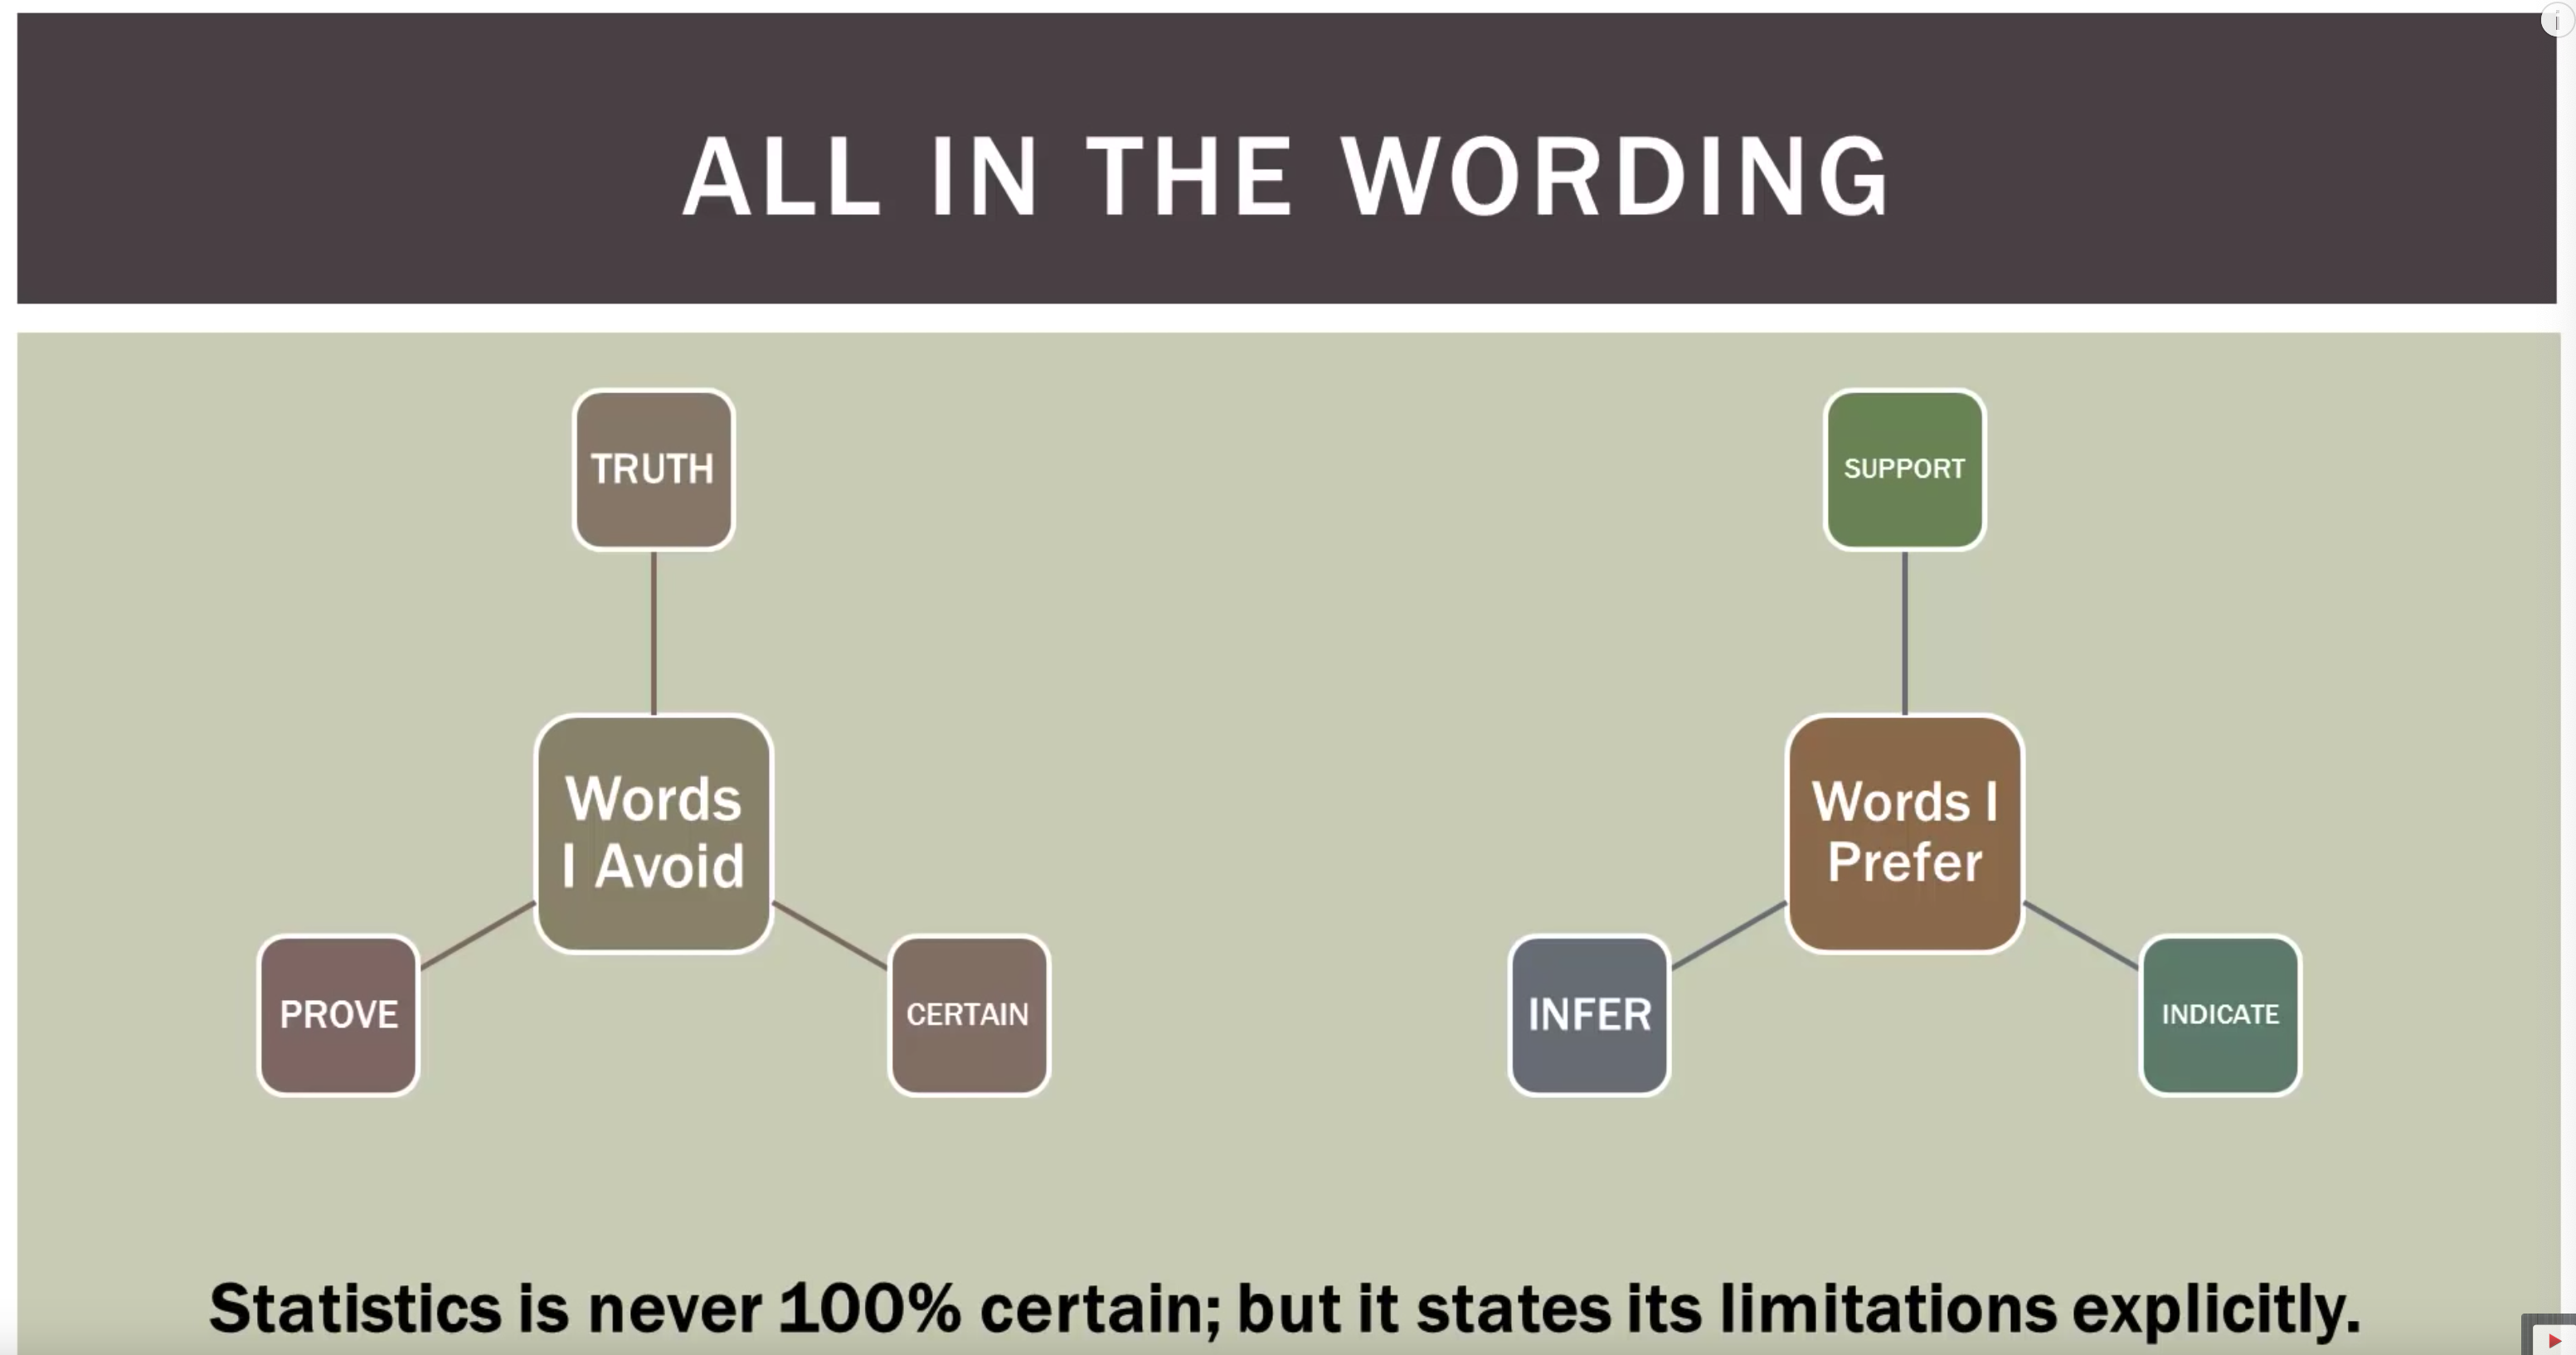 ALL IN THE WORDING
TRUTH
Words
I Avoid
PROVE
CERTAIN
SUPPORT
Words I
Prefer
INFER
INDICATE
Statistics is never 100% certain; but it states its limitations explicitly.